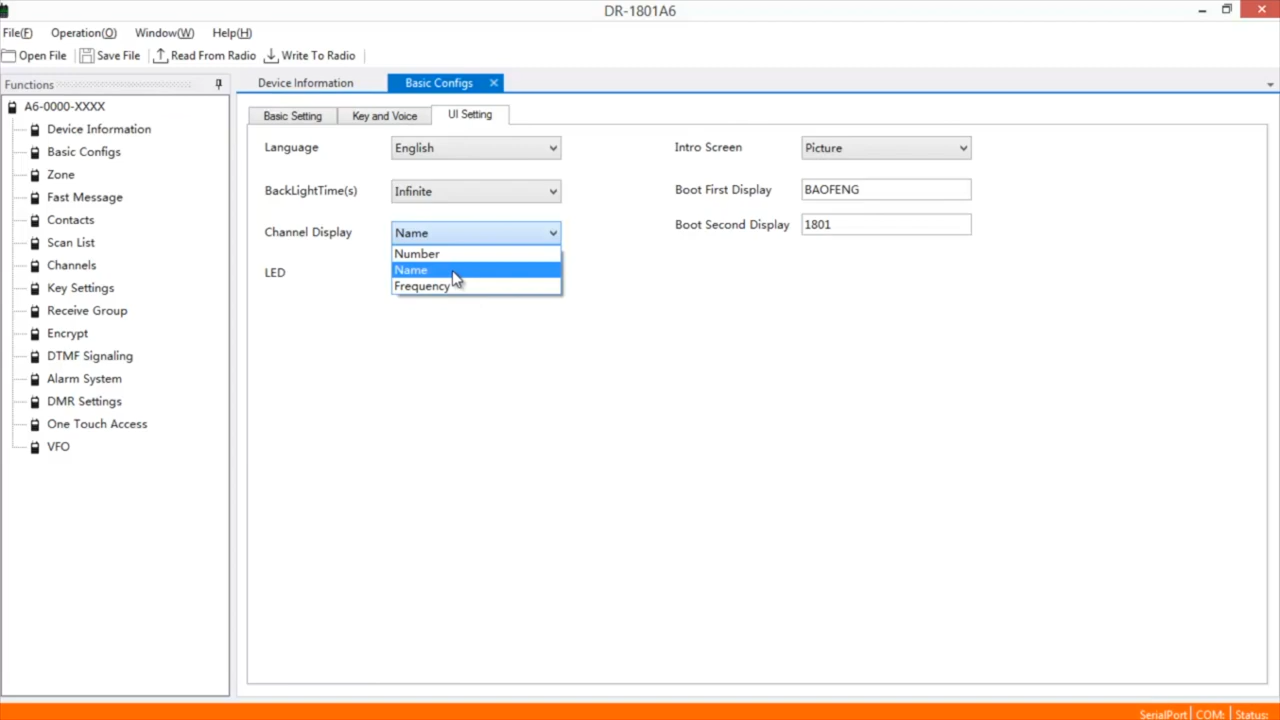 DR-1801A6
File(F) Operation(O) Window(W) Help(H)
Open File Save File Read From Radio Write To Radio
Functions
A6-0000-XXXX
Device Information
Basic Configs
Zone
Fast Message
Contacts
Scan List
Channels
Key Settings
Receive Group
Encrypt
DTMF Signaling
Alarm System
DMR Settings
One Touch Access
VFO
Device Information Basic Configs
Basic Setting Key and Voice UI Setting
Language English
BackLightTime(s) Infinite
Channel Display Name
Number
Name
Frequency
LED
Intro Screen Picture
Boot First Display BAOFENG
Boot Second Display 1801
SerialPort COM: Status: